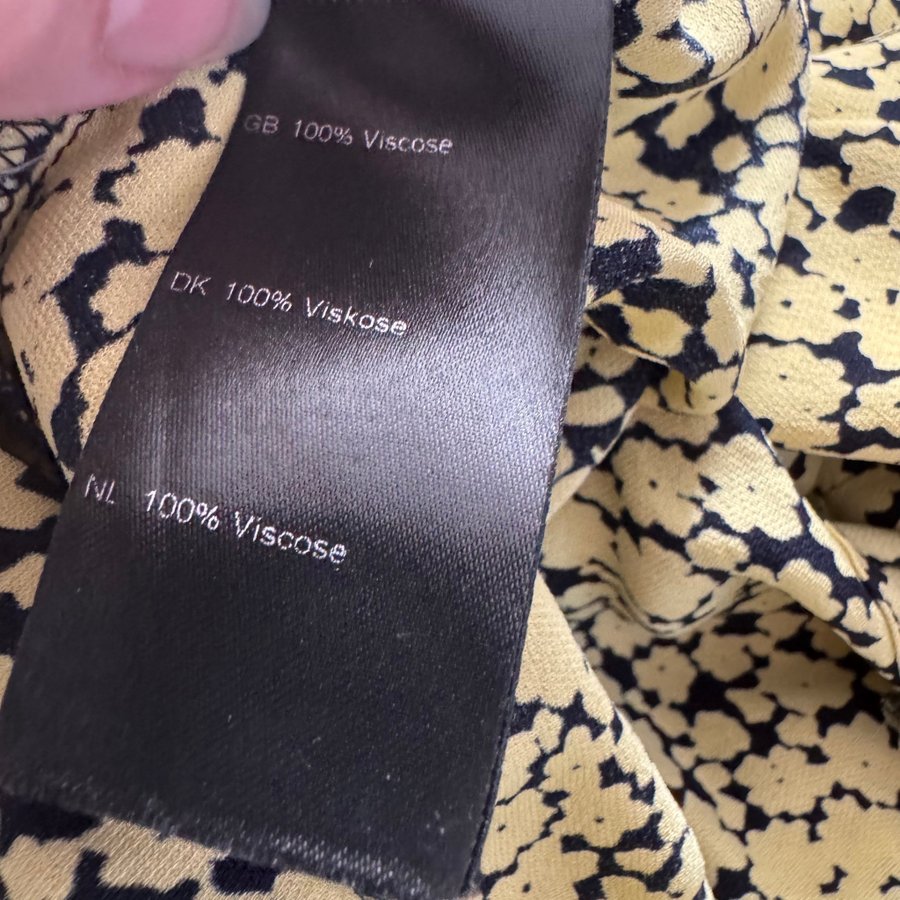 GB 100% Viscose
DK 100% Viskose
NL 100% Viscose